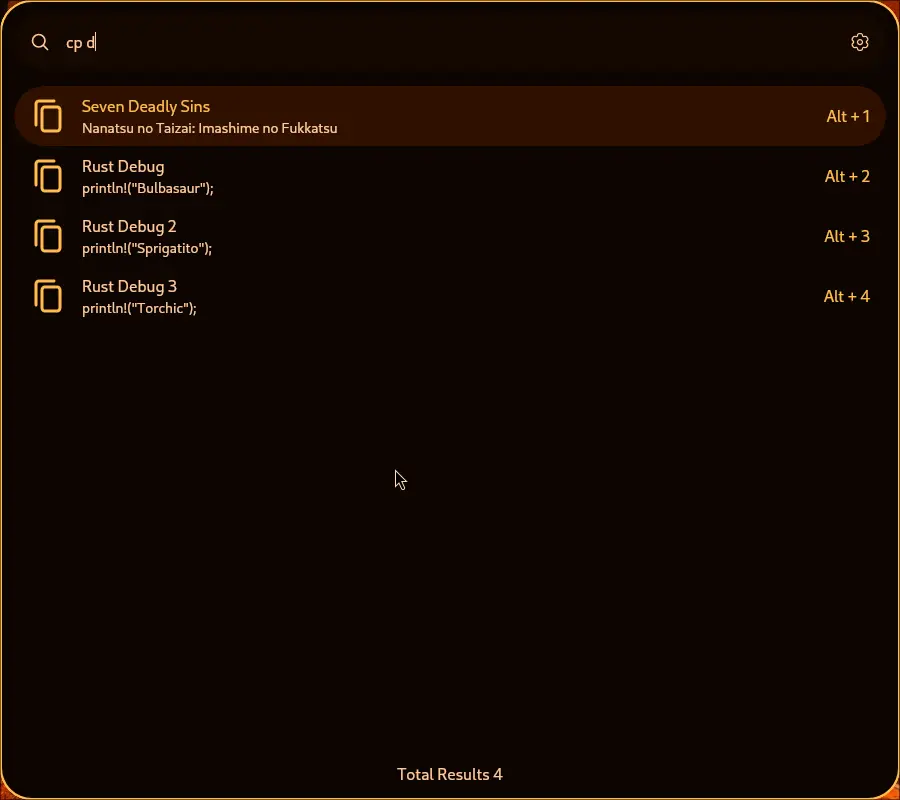 cp d
Seven Deadly Sins
Nanatsu no Taizai: Imashime no Fukkatsu
Alt + 1
Rust Debug
println!("Bulbasaur");
Alt + 2
Rust Debug 2
println!("Sprigatito");
Alt + 3
Rust Debug 3
println!("Torchic");
Alt + 4
Total Results 4